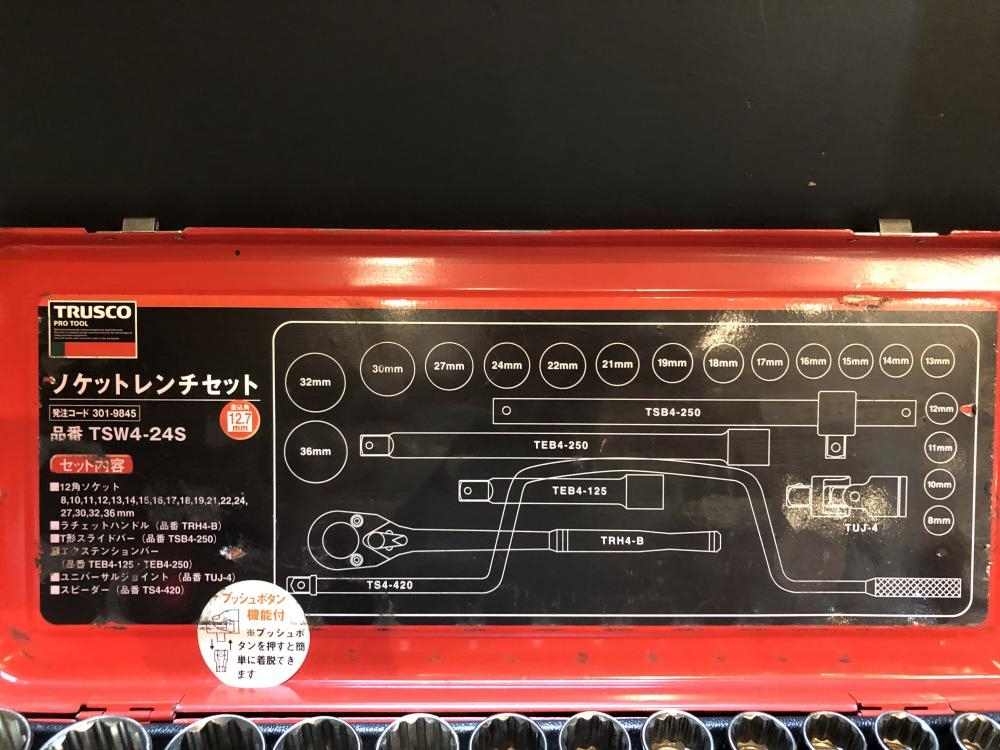 TRUSCO
PRO TOOL
ソケットレンチセット
発注コード 301-9845
差込角
12.7
mm
品番 TSW4-24S
セット内容
■12角ソケット
8,10,11,12,13,14,15,16,17,18,19,21,22,24,
27,30,32,36mm
■ラチェットハンドル（品番 TRH4-B）
■T形スライドバー（品番 TSB4-250）
■エクステンションバー
（品番 TEB4-125・TEB4-250）
■ユニバーサルジョイント（品番 TUJ-4）
■スピーダー（品番 TS4-420）
プッシュボタン
機能付
※プッシュボ
タンを押すと簡
単に着脱でき
ます
32mm
30mm
27mm
24mm
22mm
21mm
19mm
18mm
17mm
16mm
15mm
14mm
13mm
36mm
12mm
11mm
10mm
8mm
TSB4-250
TEB4-250
TEB4-125
TUJ-4
TRH4-B
TS4-420